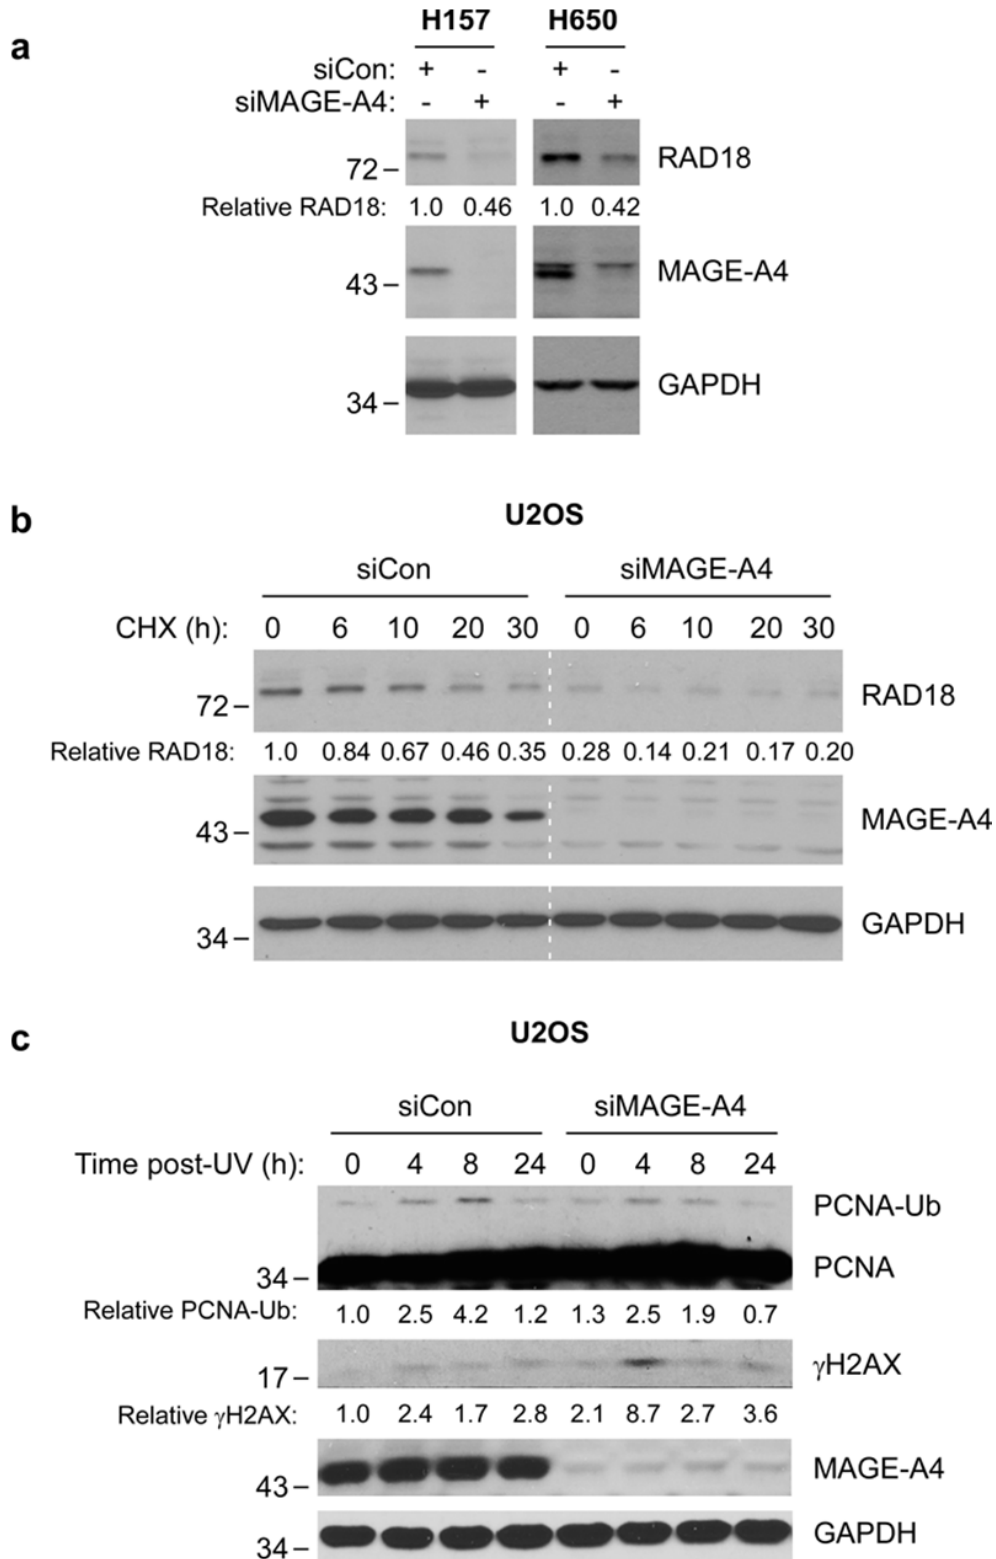 a
H157 H650
siCon: + - + -
siMAGE-A4: - + - +
72 – RAD18
Relative RAD18: 1.0 0.46 1.0 0.42
43 – MAGE-A4
34 – GAPDH
b
U2OS
siCon siMAGE-A4
CHX (h): 0 6 10 20 30 0 6 10 20 30
72 – RAD18
Relative RAD18: 1.0 0.84 0.67 0.46 0.35 0.28 0.14 0.21 0.17 0.20
43 – MAGE-A4
34 – GAPDH
c
U2OS
siCon siMAGE-A4
Time post-UV (h): 0 4 8 24 0 4 8 24
PCNA-Ub
34 – PCNA
Relative PCNA-Ub: 1.0 2.5 4.2 1.2 1.3 2.5 1.9 0.7
17 – γH2AX
Relative γH2AX: 1.0 2.4 1.7 2.8 2.1 8.7 2.7 3.6
43 – MAGE-A4
34 – GAPDH